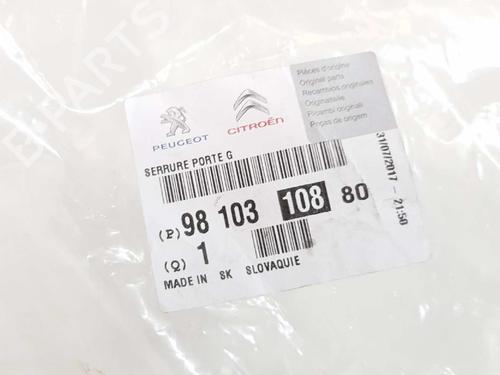 PEUGEOT
CITROËN
Pièces d'origine
Original parts
Recambios originales
Originalteile
Ricambi originali
Peças de origem
SERRURE PORTE G
(P) 98 103 108 80
(Q) 1
MADE IN SK SLOVAQUIE
31/07/2017 - 21:50
PARTS